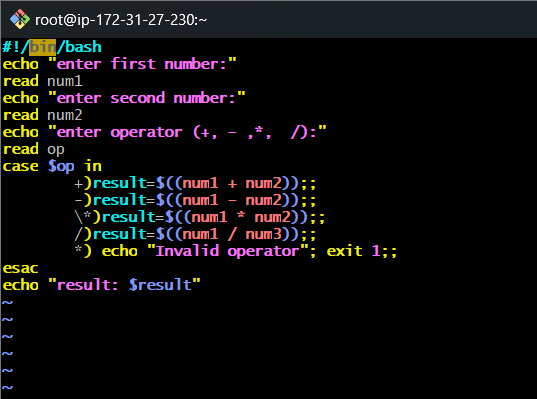 root@ip-172-31-27-230:~
#!/bin/bash
echo "enter first number:"
read num1
echo "enter second number:"
read num2
echo "enter operator (+, - ,*,  /):"
read op
case $op in
        +)result=$((num1 + num2));;
        -)result=$((num1 - num2));;
        \*)result=$((num1 * num2));;
        /)result=$((num1 / num3));;
        *) echo "Invalid operator"; exit 1;;
esac
echo "result: $result"
~
~
~
~
~
~